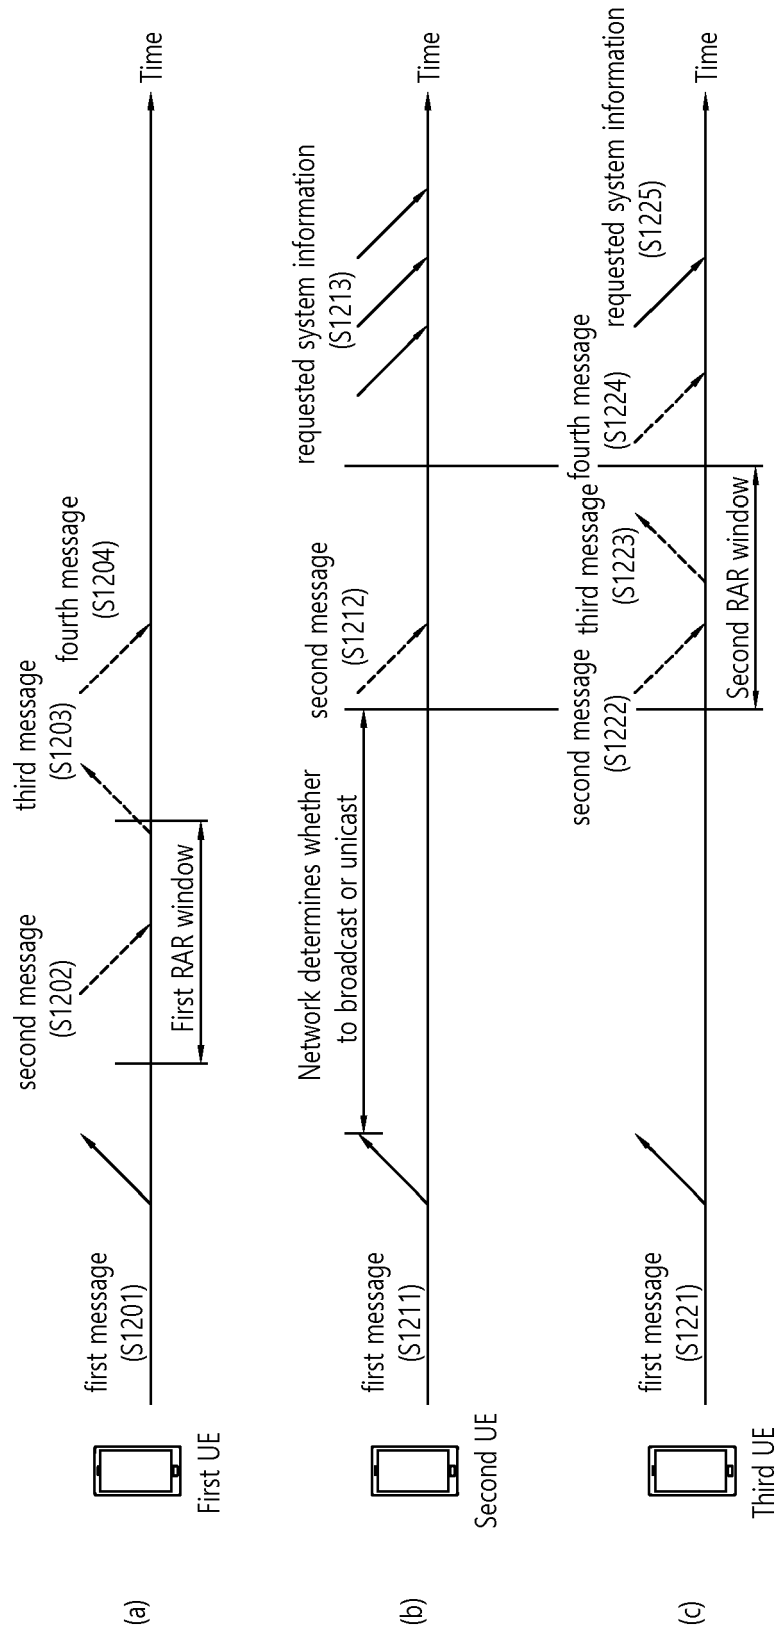 (a)
First UE
first message
(S1201)
second message
(S1202)
First RAR window
third message
(S1203)
fourth message
(S1204)
Time
(b)
Second UE
first message
(S1211)
Network determines whether
to broadcast or unicast
second message
(S1212)
requested system information
(S1213)
Time
(c)
Third UE
first message
(S1221)
second message
(S1222)
third message
(S1223)
Second RAR window
fourth message
(S1224)
requested system information
(S1225)
Time